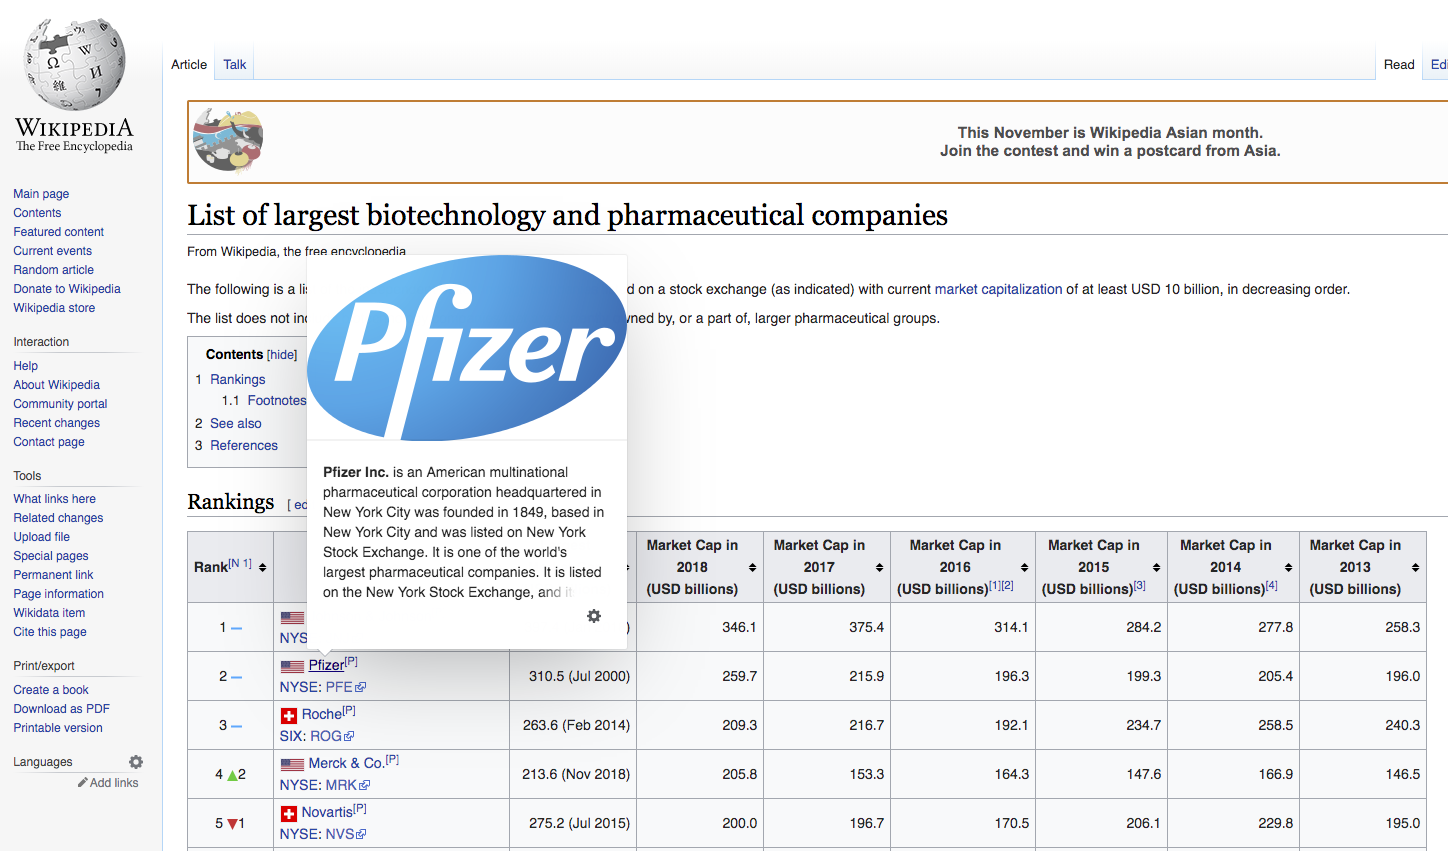 WIKIPEDIA
The Free Encyclopedia
Main page
Contents
Featured content
Current events
Random article
Donate to Wikipedia
Wikipedia store
Interaction
Help
About Wikipedia
Community portal
Recent changes
Contact page
Tools
What links here
Related changes
Upload file
Special pages
Permanent link
Page information
Wikidata item
Cite this page
Print/export
Create a book
Download as PDF
Printable version
Languages
Add links
Article Talk Read
This November is Wikipedia Asian month.
Join the contest and win a postcard from Asia.
List of largest biotechnology and pharmaceutical companies
From Wikipedia, the free encyclopedia
The following is a on a stock exchange (as indicated) with current market capitalization of at least USD 10 billion, in decreasing order.
The list does not by, or a part of, larger pharmaceutical groups.
Contents [hide]
1 Rankings
1.1 Footnotes
2 See also
3 References
Pfizer
Pfizer Inc. is an American multinational
pharmaceutical corporation headquartered in
New York City was founded in 1849, based in
New York City and was listed on New York
Stock Exchange. It is one of the world's
largest pharmaceutical companies. It is listed
on the New York Stock Exchange, and it
Rankings [
Rank[N 1] Market Cap in 2018 (USD billions) Market Cap in 2017 (USD billions) Market Cap in 2016 (USD billions)[1][2] Market Cap in 2015 (USD billions)[3] Market Cap in 2014 (USD billions)[4] Market Cap in 2013 (USD billions)
1 NYS 346.1 375.4 314.1 284.2 277.8 258.3
2 Pfizer[P] NYSE: PFE 310.5 (Jul 2000) 259.7 215.9 196.3 199.3 205.4 196.0
3 Roche[P] SIX: ROG 263.6 (Feb 2014) 209.3 216.7 192.1 234.7 258.5 240.3
4 ▲2 Merck & Co.[P] NYSE: MRK 213.6 (Nov 2018) 205.8 153.3 164.3 147.6 166.9 146.5
5 ▼1 Novartis[P] NYSE: NVS 275.2 (Jul 2015) 200.0 196.7 170.5 206.1 229.8 195.0